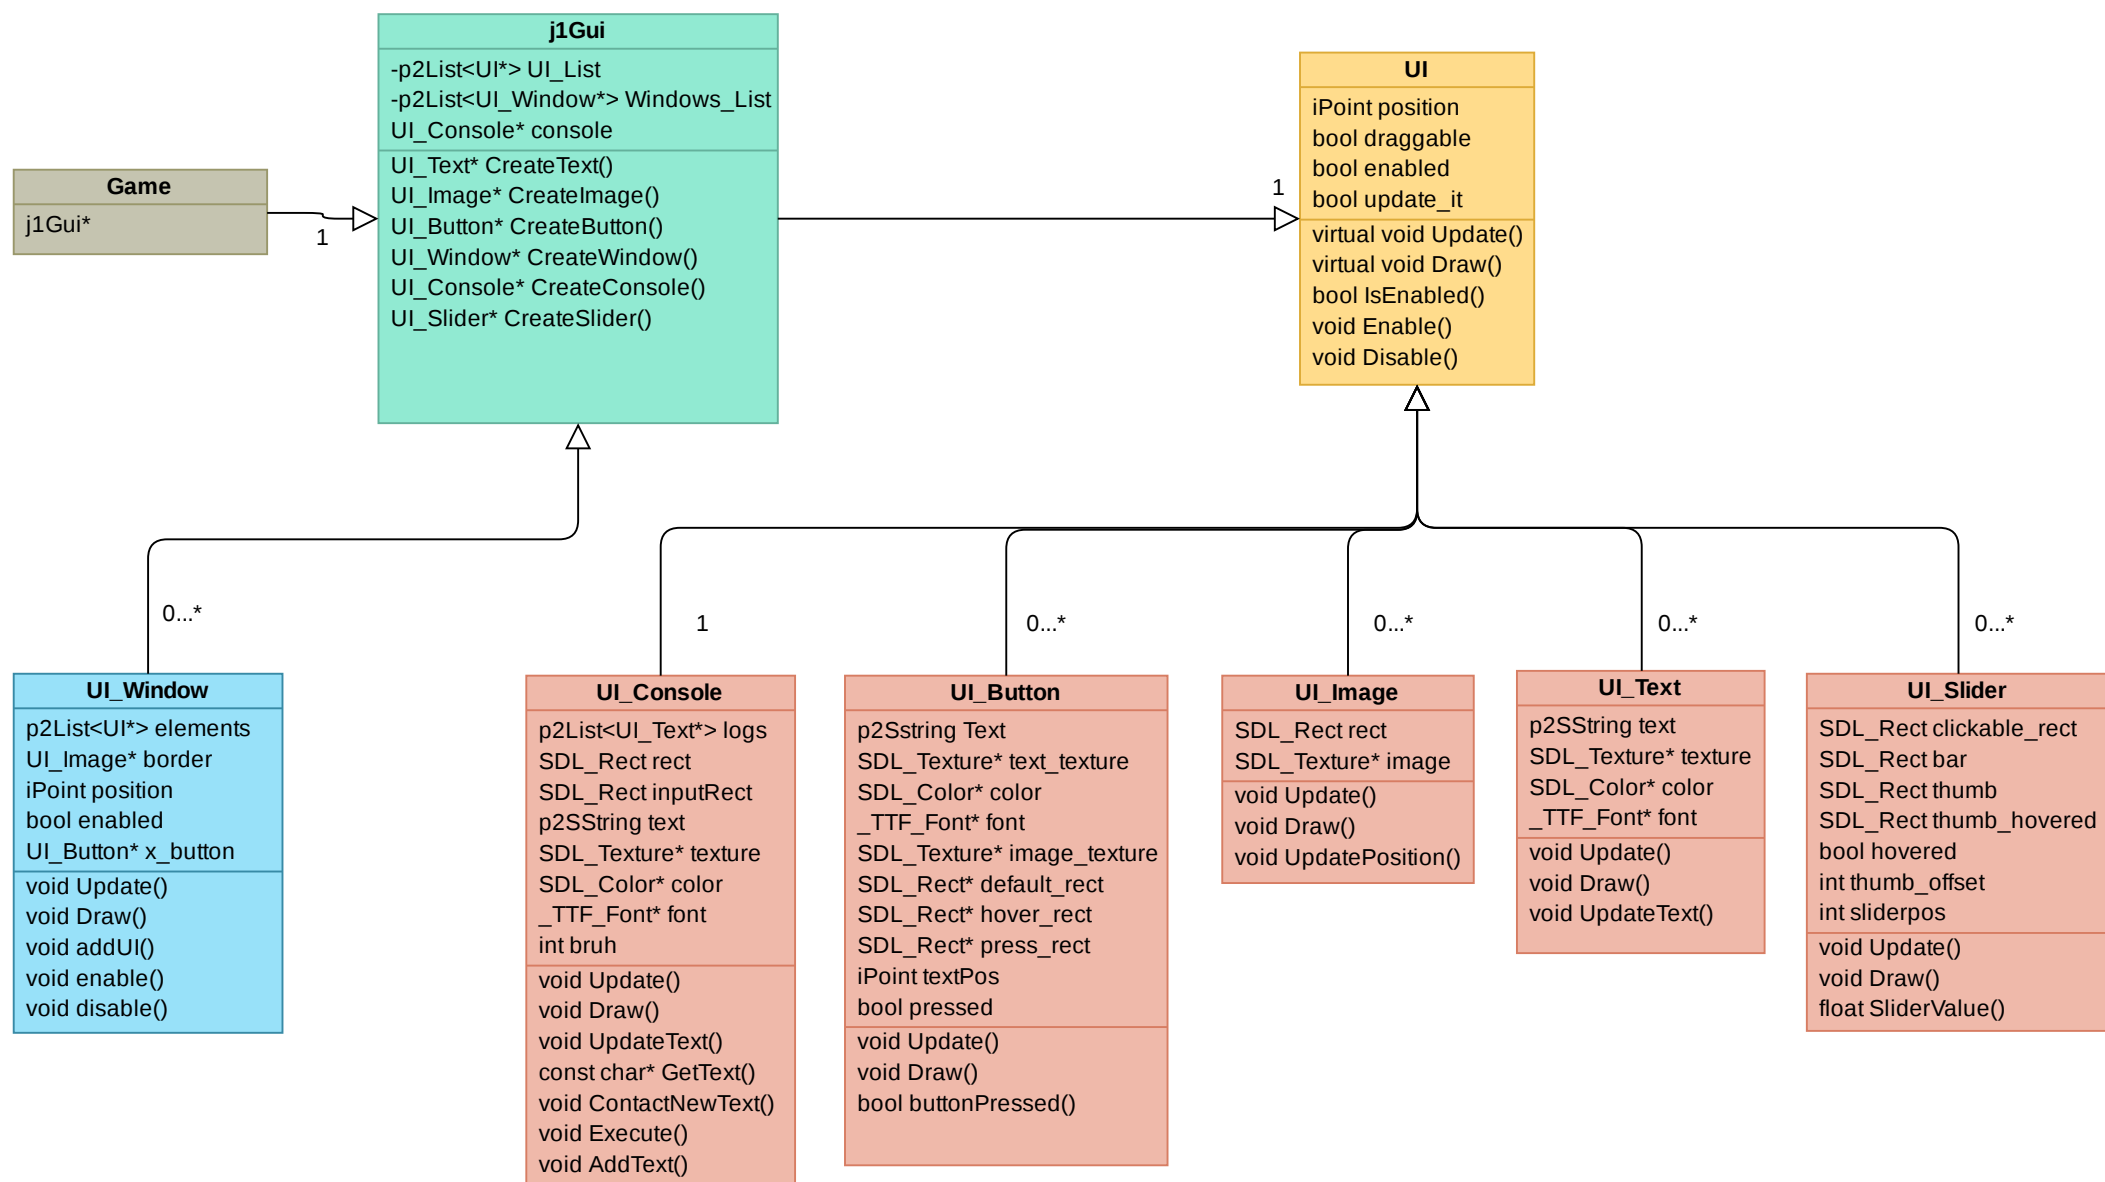 j1Gui
-p2List<UI*> UI_List
-p2List<UI_Window*> Windows_List
UI_Console* console
UI_Text* CreateText()
UI_Image* CreateImage()
UI_Button* CreateButton()
UI_Window* CreateWindow()
UI_Console* CreateConsole()
UI_Slider* CreateSlider()
UI
iPoint position
bool draggable
bool enabled
bool update_it
virtual void Update()
virtual void Draw()
bool IsEnabled()
void Enable()
void Disable()
Game
j1Gui*
1
1
0...*
1
0...*
0...*
0...*
0...*
UI_Window
p2List<UI*> elements
UI_Image* border
iPoint position
bool enabled
UI_Button* x_button
void Update()
void Draw()
void addUI()
void enable()
void disable()
UI_Console
p2List<UI_Text*> logs
SDL_Rect rect
SDL_Rect inputRect
p2SString text
SDL_Texture* texture
SDL_Color* color
_TTF_Font* font
int bruh
void Update()
void Draw()
void UpdateText()
const char* GetText()
void ContactNewText()
void Execute()
void AddText()
UI_Button
p2Sstring Text
SDL_Texture* text_texture
SDL_Color* color
_TTF_Font* font
SDL_Texture* image_texture
SDL_Rect* default_rect
SDL_Rect* hover_rect
SDL_Rect* press_rect
iPoint textPos
bool pressed
void Update()
void Draw()
bool buttonPressed()
UI_Image
SDL_Rect rect
SDL_Texture* image
void Update()
void Draw()
void UpdatePosition()
UI_Text
p2SString text
SDL_Texture* texture
SDL_Color* color
_TTF_Font* font
void Update()
void Draw()
void UpdateText()
UI_Slider
SDL_Rect clickable_rect
SDL_Rect bar
SDL_Rect thumb
SDL_Rect thumb_hovered
bool hovered
int thumb_offset
int sliderpos
void Update()
void Draw()
float SliderValue()